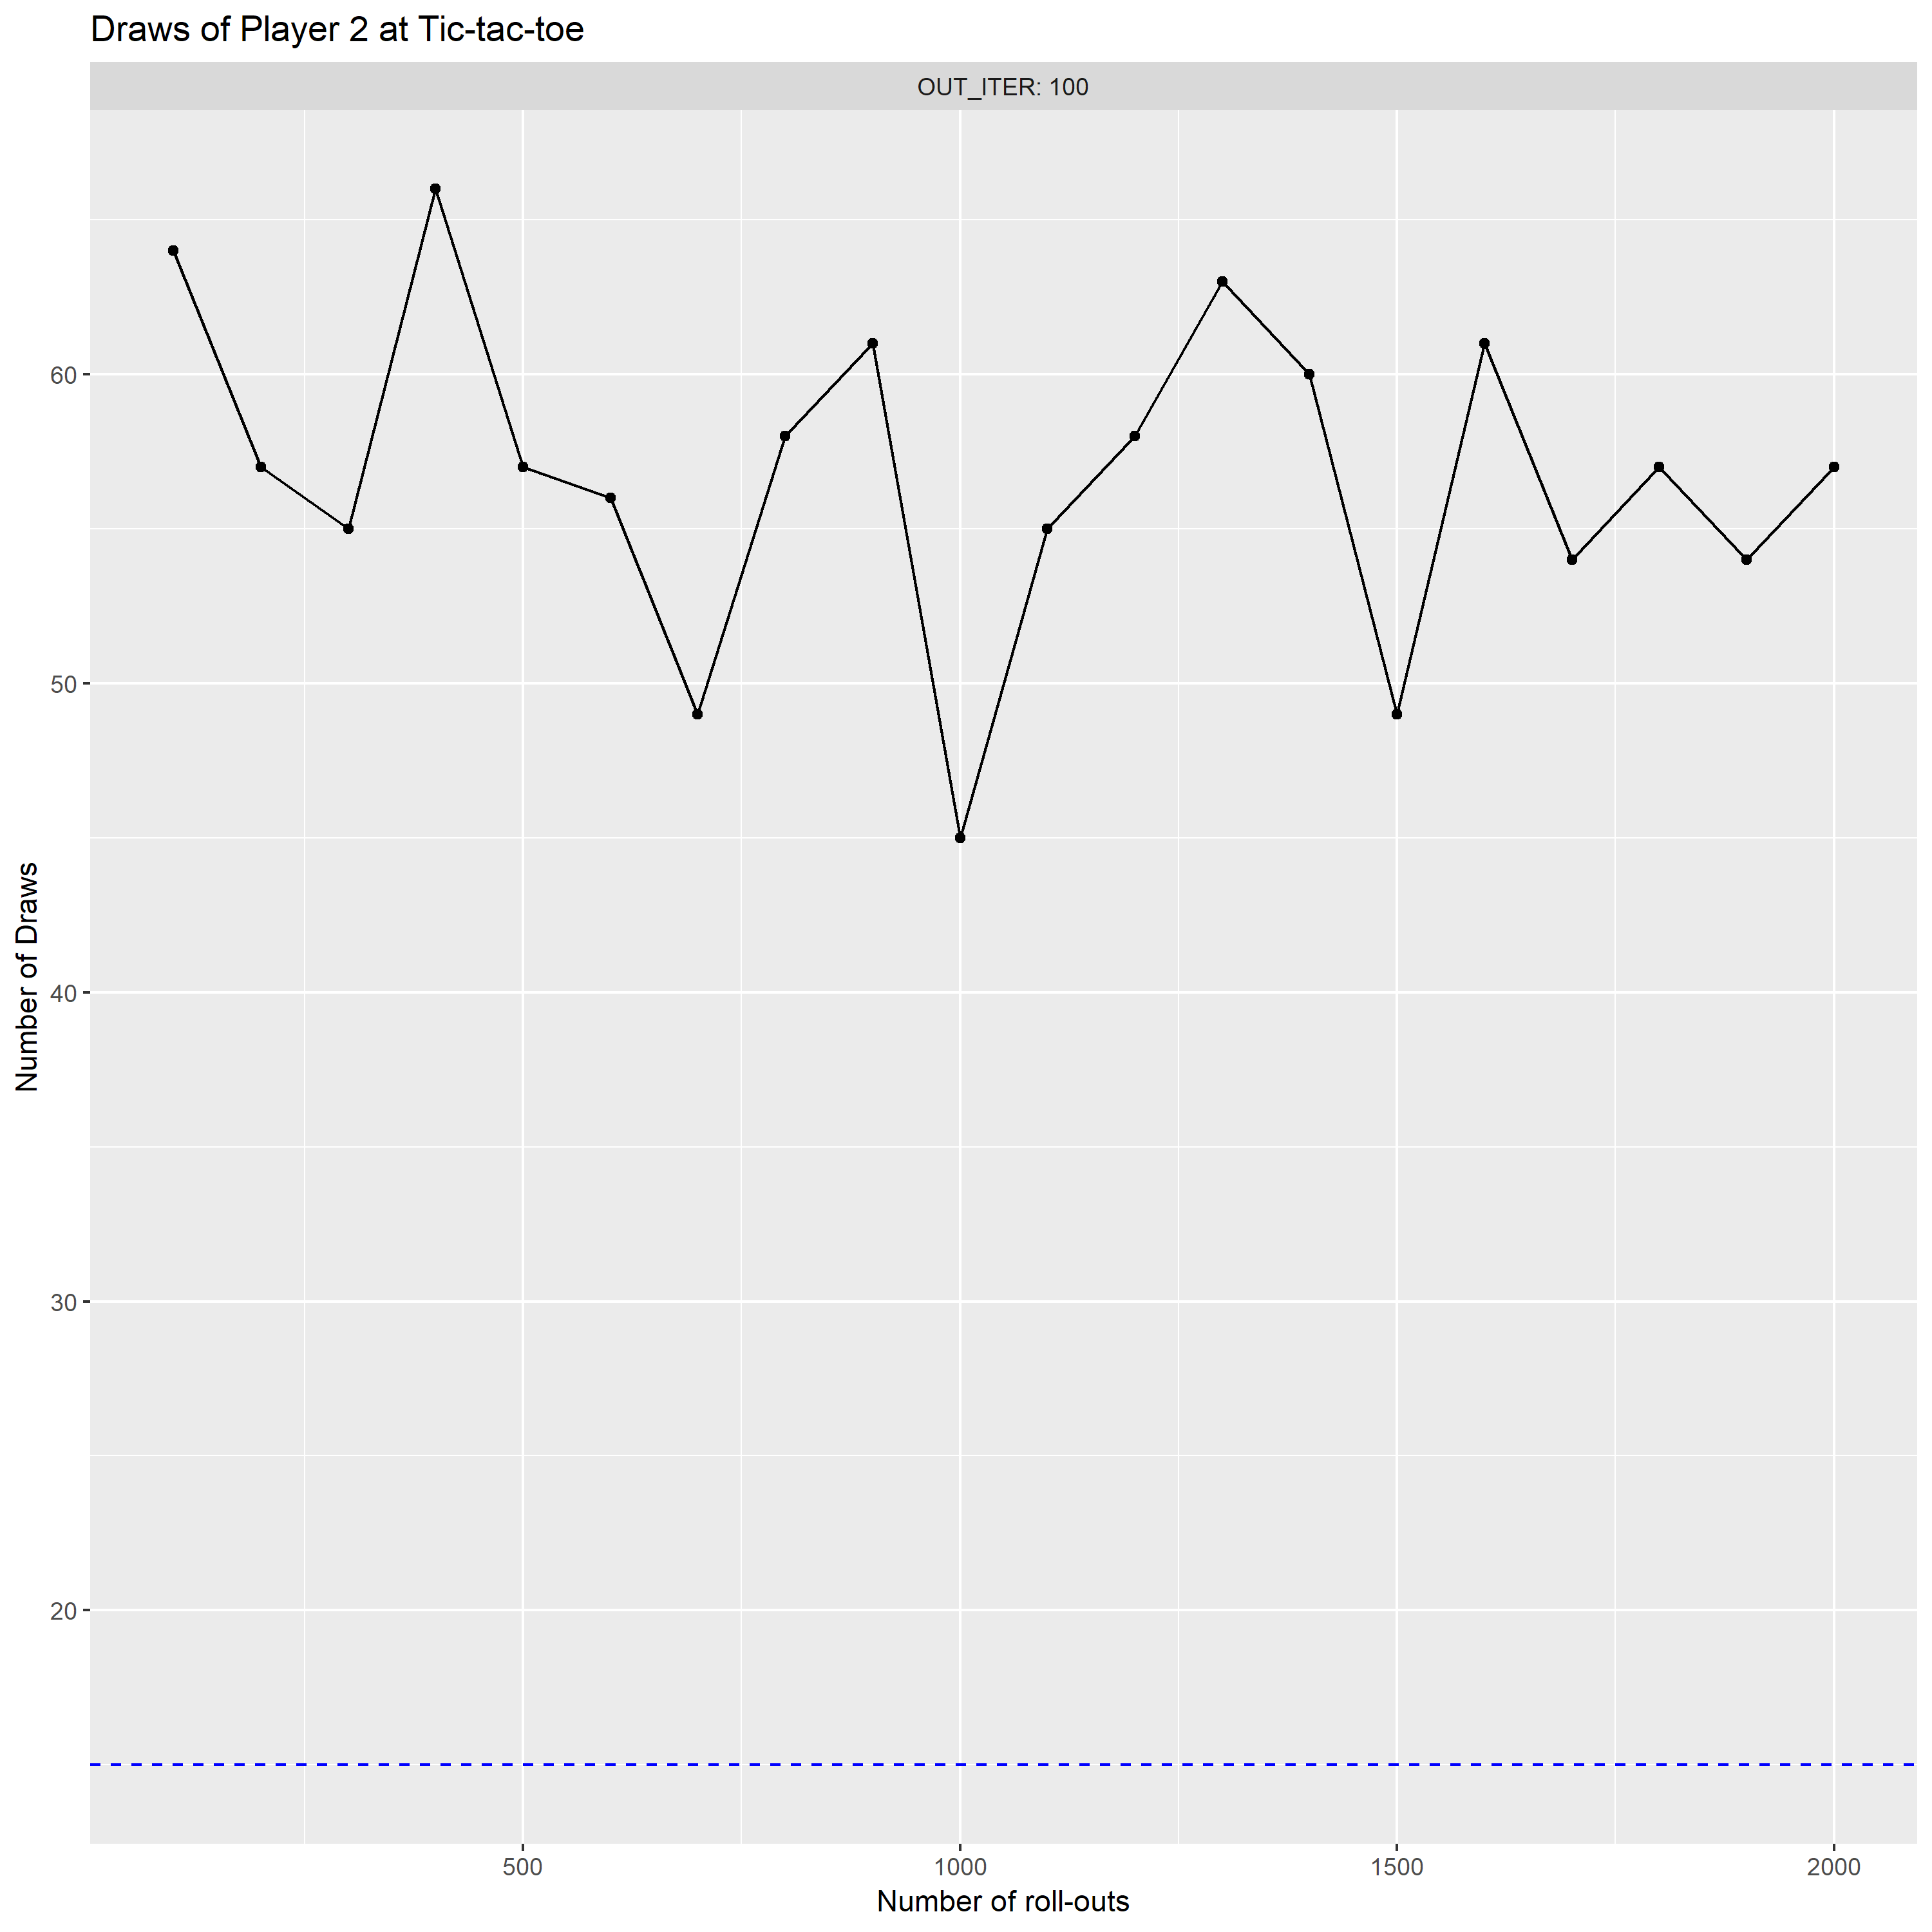 Draws of Player 2 at Tic-tac-toe
OUT_ITER: 100
Number of Draws
60
50
40
30
20
500
1000
1500
2000
Number of roll-outs